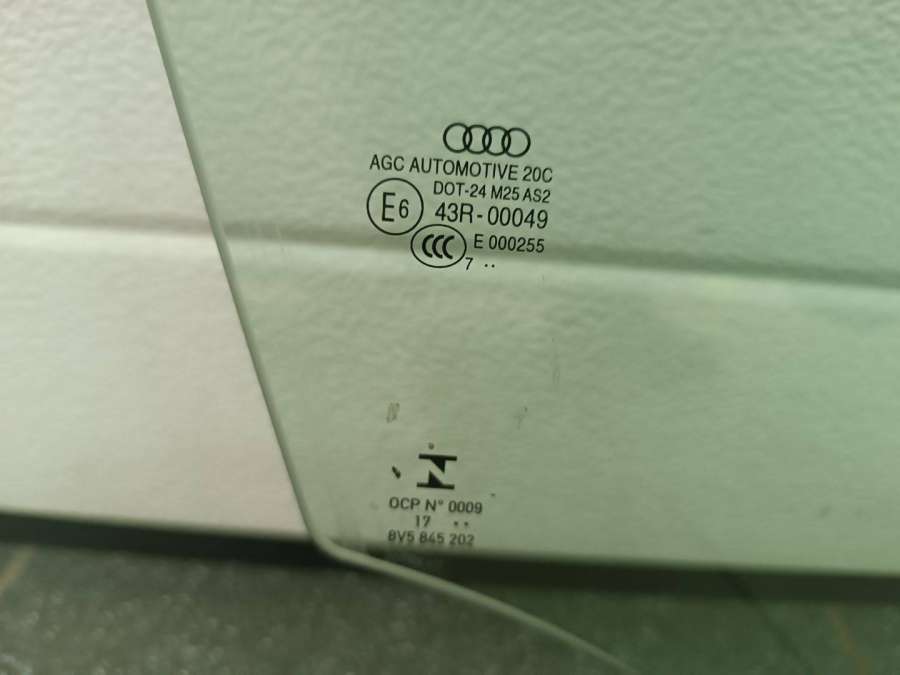 AGC AUTOMOTIVE 20C
DOT-24 M25 AS2
E6 43R-00049
CCC E 000255
7 ..
OCP N° 0009
17 ..
8V5 845 202